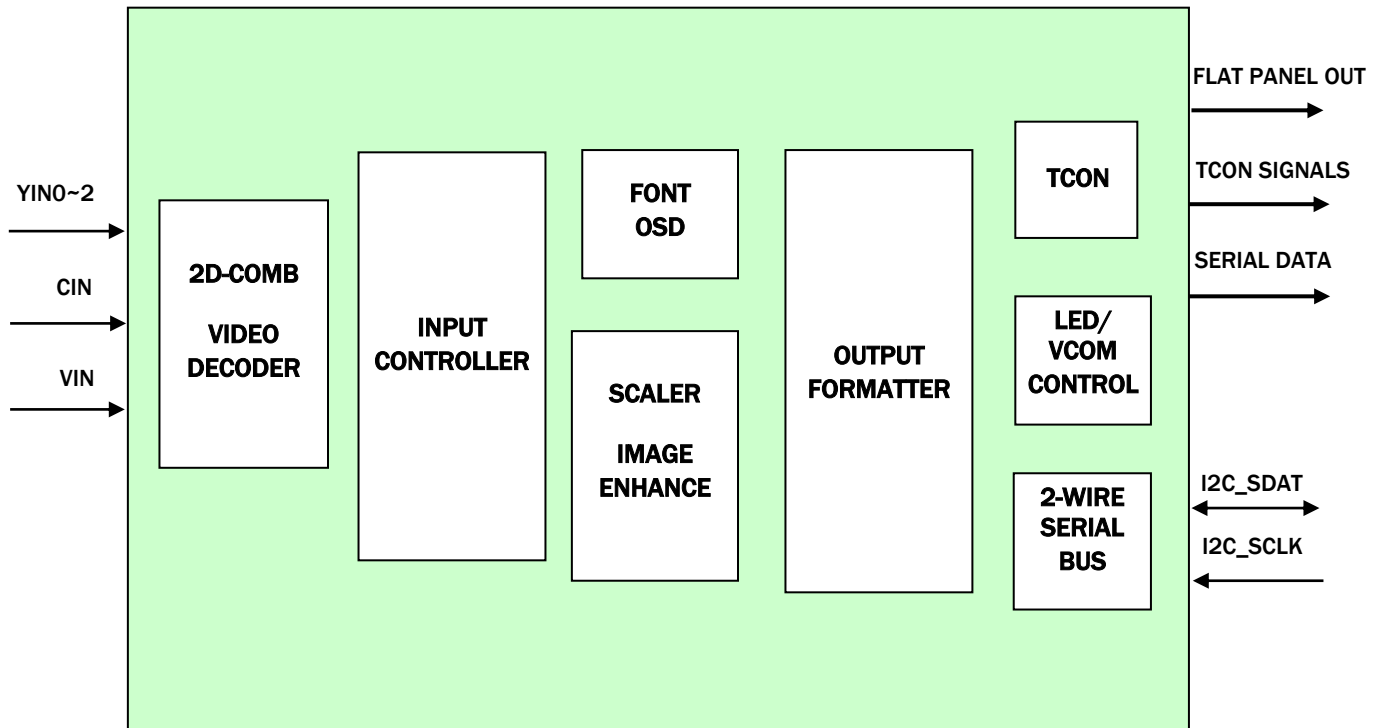 YIN0~2
CIN
VIN
2D-COMB
VIDEO
DECODER
INPUT
CONTROLLER
FONT
OSD
SCALER
IMAGE
ENHANCE
OUTPUT
FORMATTER
TCON
LED/
VCOM
CONTROL
2-WIRE
SERIAL
BUS
FLAT PANEL OUT
TCON SIGNALS
SERIAL DATA
I2C_SDAT
I2C_SCLK